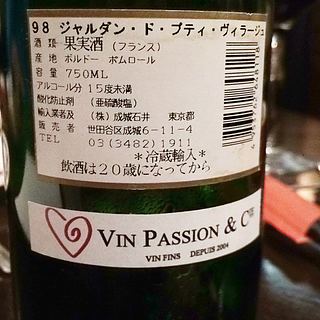 98 ジャルダン・ド・プティ・ヴィラージュ
酒 類 果実酒 (フランス)
産 地 ボルドー ポムロール
容 量 750ML
アルコール分 15度未満
酸化防止剤 (亜硫酸塩)
輸入業者及 (株) 成城石井 東京都
販 売 者 世田谷区成城6-11-4
TEL 03(3482)1911
*冷蔵輸入*
飲酒は20歳になってから
VIN PASSION & CIE
VIN FINS DEPUIS 2004